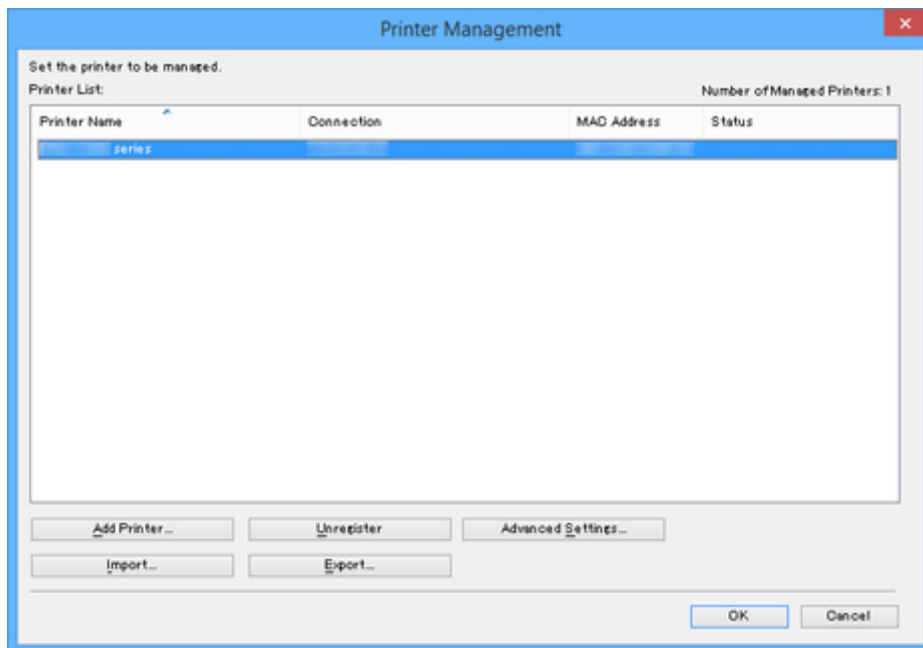 Printer Management
Set the printer to be managed.
Printer List:
Number of Managed Printers: 1
Printer Name Connection MAC Address Status
series
Add Printer... Unregister Advanced Settings...
Import... Export...
OK Cancel